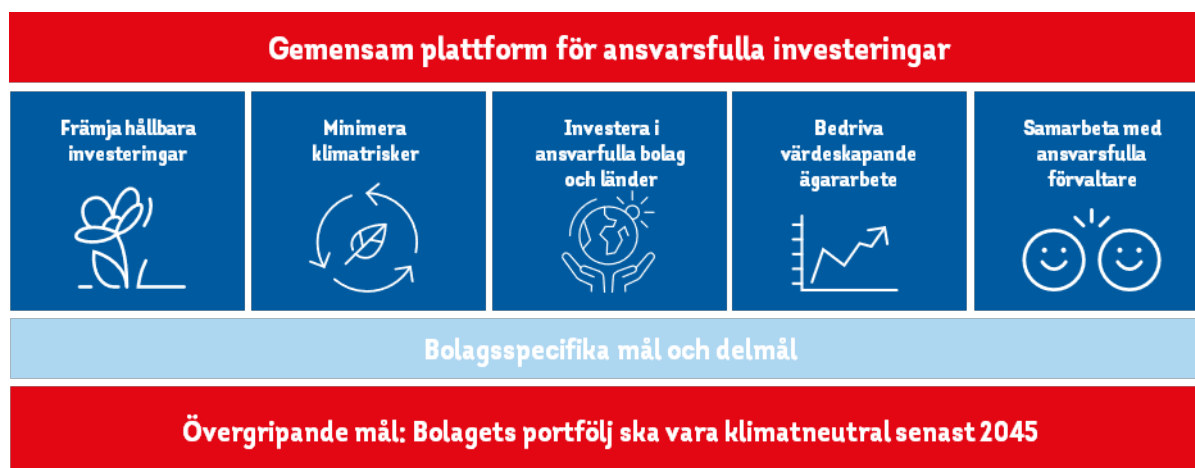 Gemensam plattform för ansvarsfulla investeringar
Främja hållbara
investeringar
Minimera
klimatrisker
Investera i
ansvarfulla bolag
och länder
Bedriva
värdeskapande
ägararbete
Samarbeta med
ansvarsfulla
förvaltare
Bolagsspecifika mål och delmål
Övergripande mål: Bolagets portfölj ska vara klimatneutral senast 2045